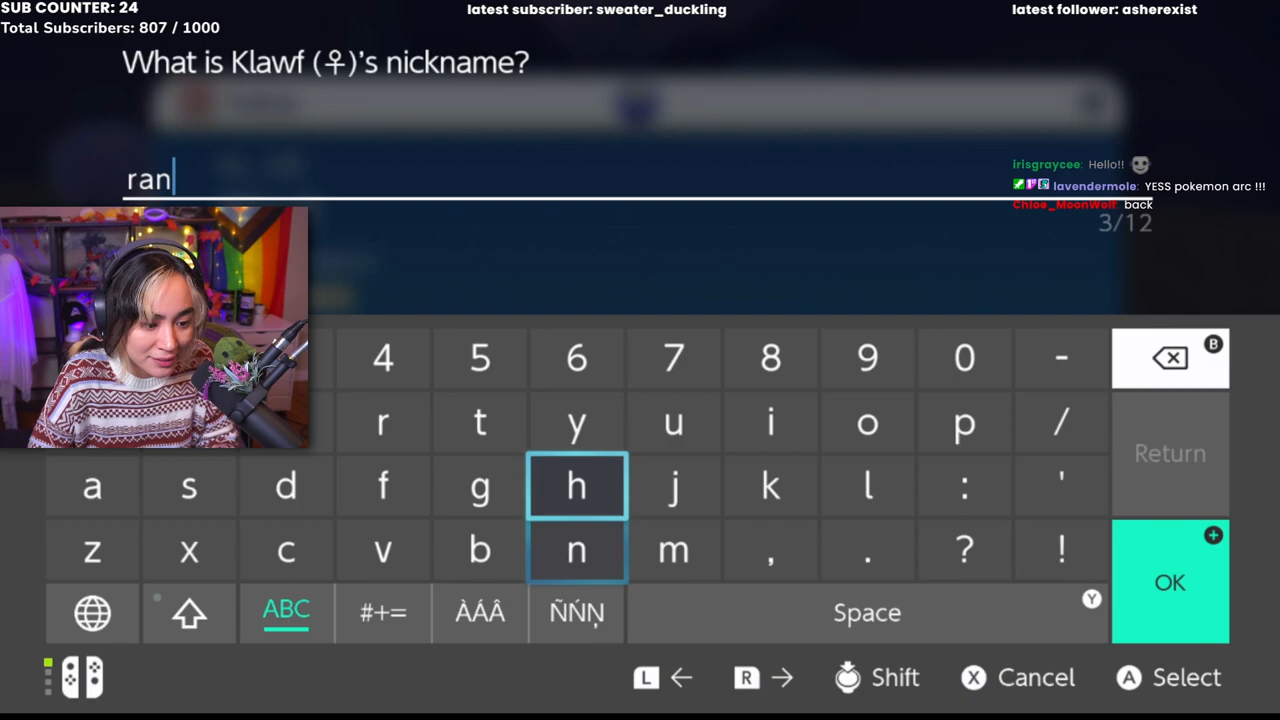 SUB COUNTER: 24
latest subscriber: sweater_duckling
latest follower: asherexist
Total Subscribers: 807 / 1000
What is Klawf (♀)'s nickname?
irisgraycee: Hello!!
ran
lavendermole: YESS pokemon arc !!!
Chloe_MoonWolf: back
3/12
4 5 6 7 8 9 0 - B
r t y u i o p /
Return
a s d f g h j k l : '
z x c v b n m , . ? ! +
OK
ABC #+= ÀÁÂ ÑŃŅ Space Y
L ← R → Shift X Cancel A Select